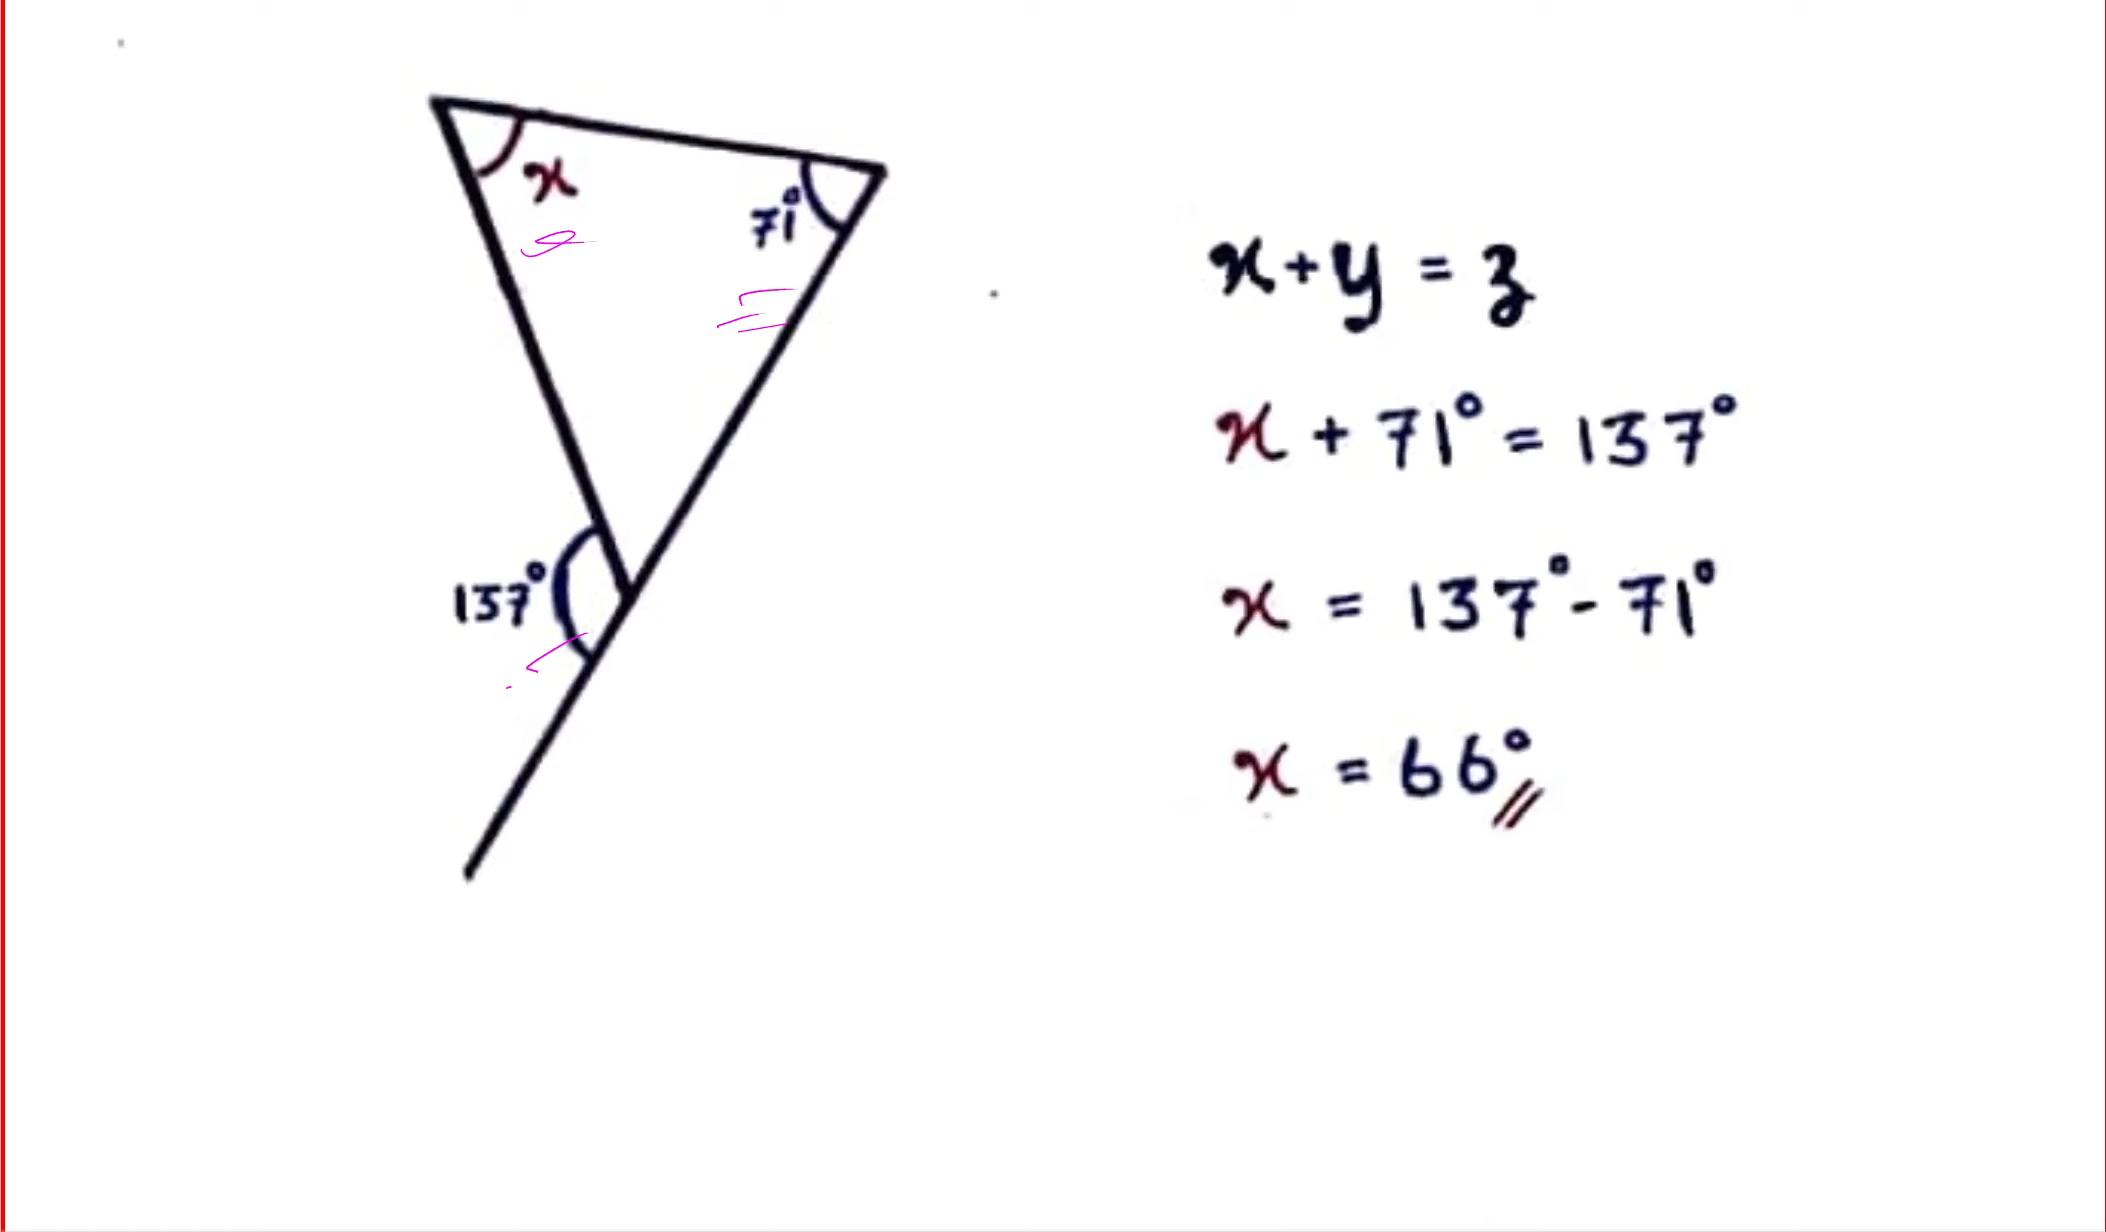 x
71°
137°
x + y = z
x + 71° = 137°
x = 137° - 71°
x = 66°